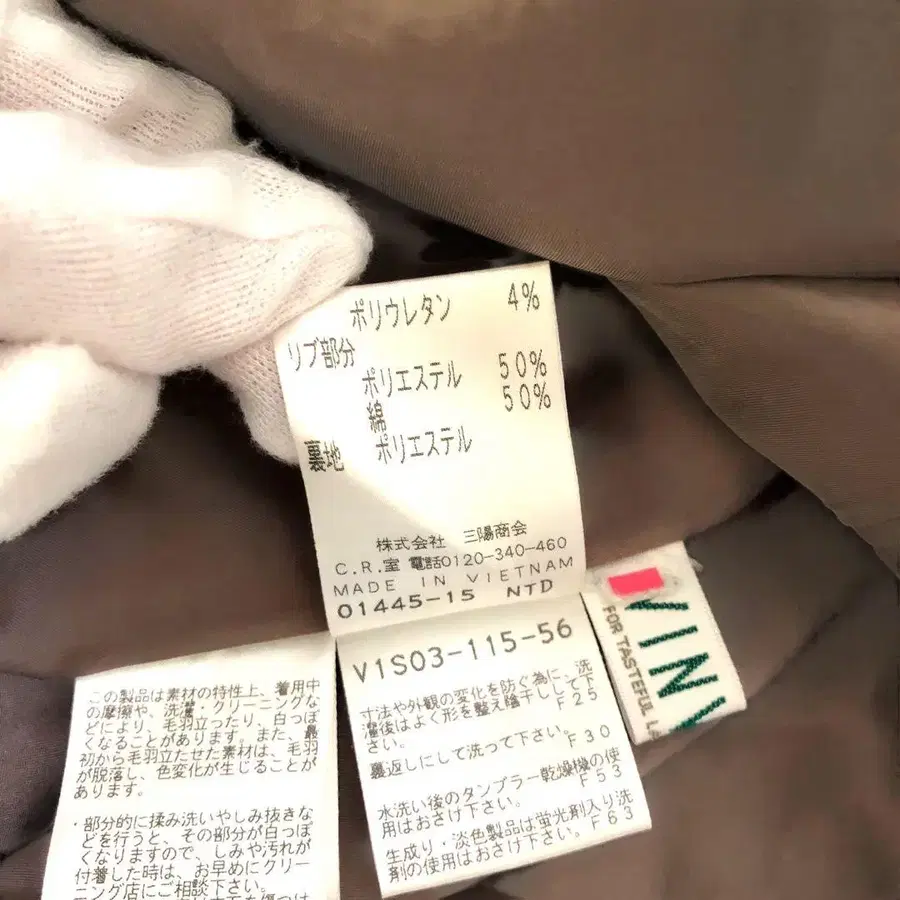 ポリウレタン 4%
リブ部分
ポリエステル 50%
綿 50%
裏地 ポリエステル
株式会社 三陽商会
C.R.室 電話0120-340-460
MADE IN VIETNAM
01445-15 NTD
V1S03-115-56
寸法や外観の変化を防ぐ為に、洗
濯後はよく形を整え陰干しして下
さい。 F25
裏返しにして洗って下さい。 F30
水洗い後のタンブラー乾燥機の使
用はおさけ下さい。 F53
生成り・淡色製品は蛍光剤入り洗
剤の使用はおさけ下さい。 F63
この製品は素材の特性上、着用中
の摩擦や、洗濯・クリーニングな
どにより、毛羽立ったり、白っぽ
くなることがあります。また、最
初から毛羽立たせた素材は、毛羽
が脱落し、色変化が生じることが
あります。
・部分的に揉み洗いやしみ抜きな
どを行うと、その部分が白っぽ
くなりますので、しみや汚れが
付着した時は、お早めにクリー
ニング店にご相談下さい。
VIN
FOR TASTEFUL